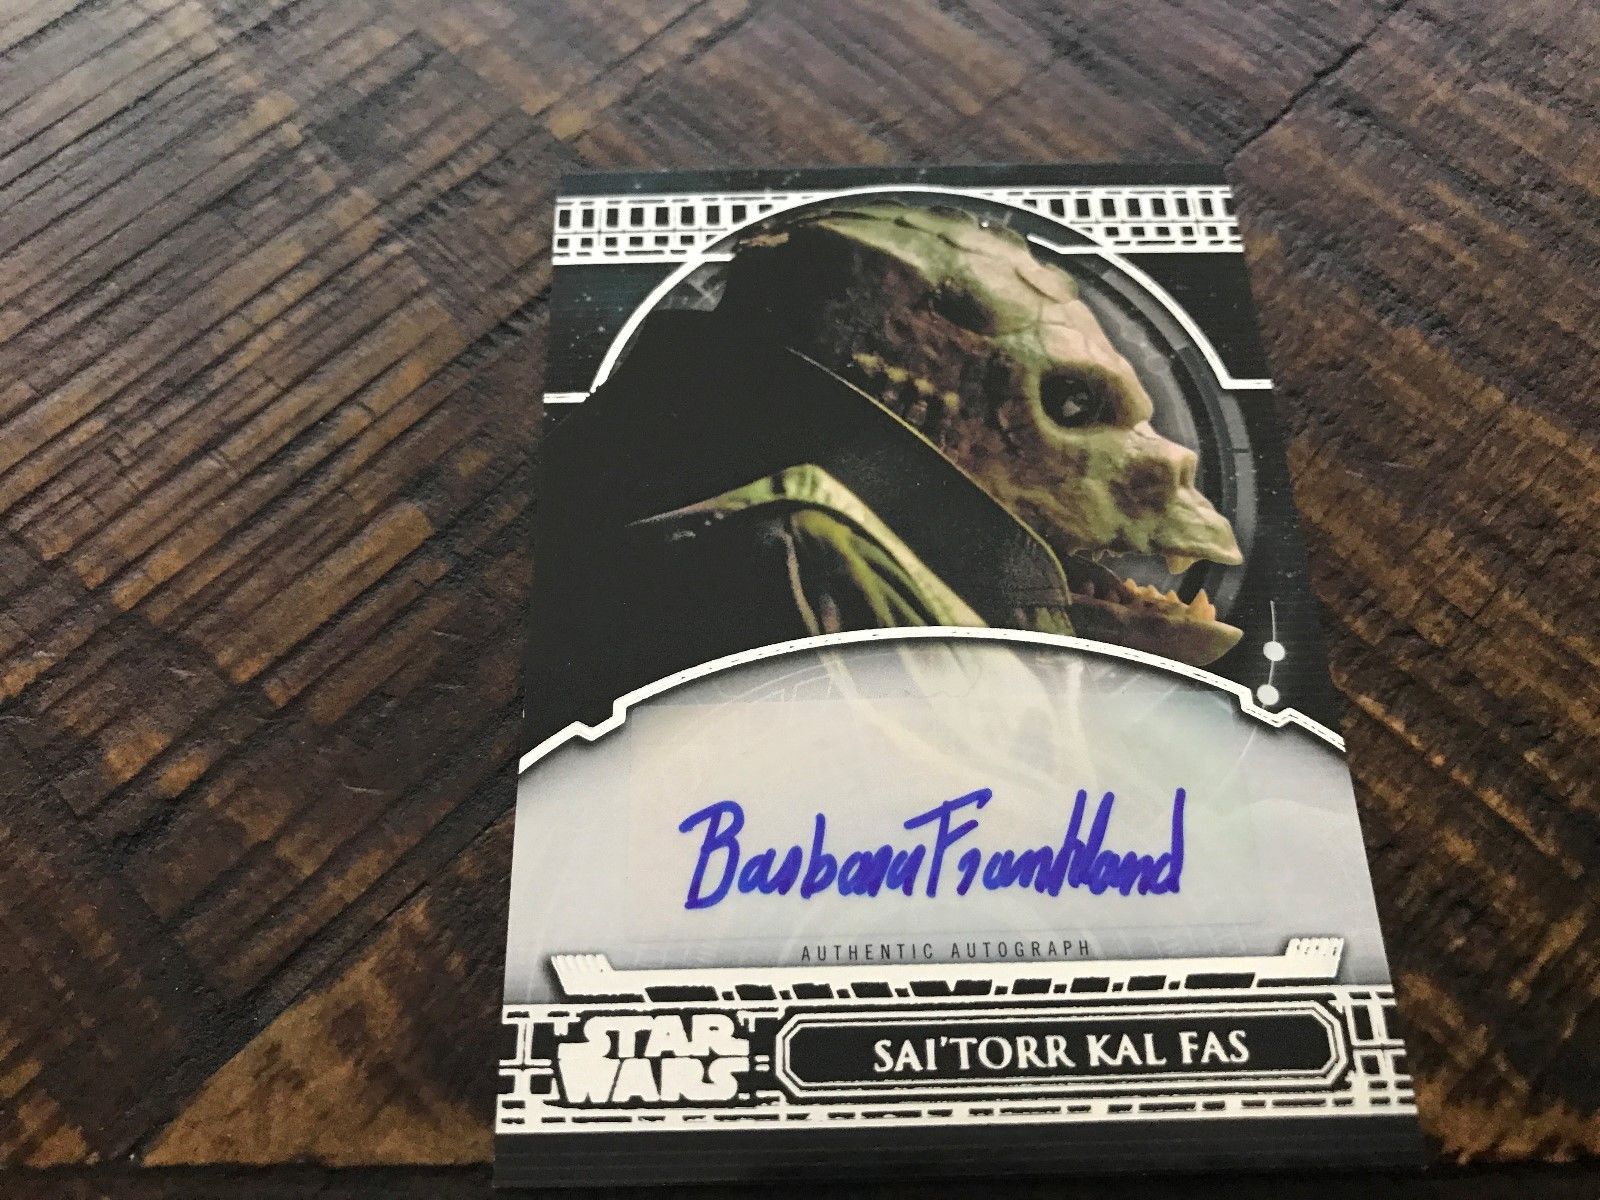 Barbara Frankland
AUTHENTIC AUTOGRAPH
STAR
WARS
SAI'TORR KAL FAS